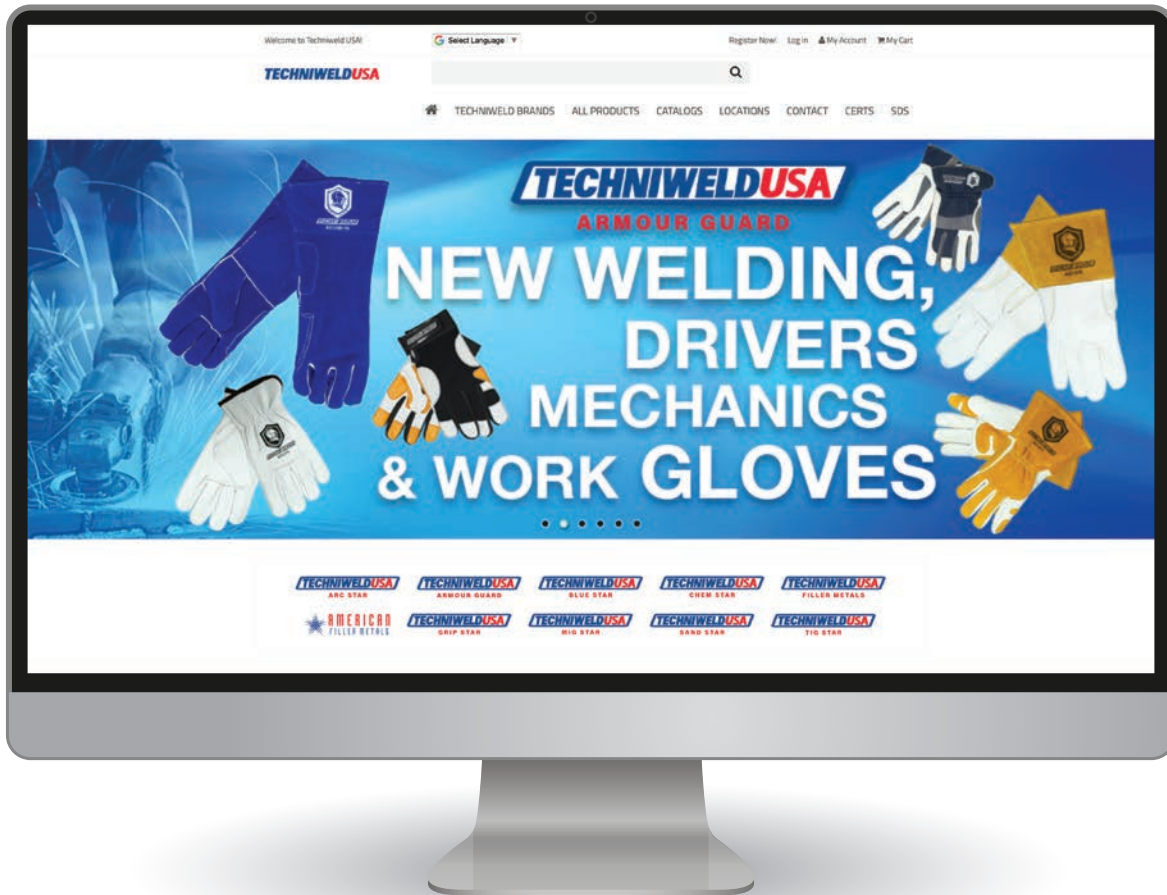 Welcome to Techniweld USA!
Select Language ▼
Register Now!
Log in
My Account
My Cart
TECHNIWELDUSA
TECHNIWELD BRANDS
ALL PRODUCTS
CATALOGS
LOCATIONS
CONTACT
CERTS
SDS
TECHNIWELDUSA
ARMOUR GUARD
NEW WELDING,
DRIVERS
MECHANICS
& WORK GLOVES
TECHNIWELDUSA
ARC STAR
TECHNIWELDUSA
ARMOUR GUARD
TECHNIWELDUSA
BLUE STAR
TECHNIWELDUSA
CHEM STAR
TECHNIWELDUSA
FILLER METALS
AMERICAN
FILLER METALS
TECHNIWELDUSA
GRIP STAR
TECHNIWELDUSA
MIG STAR
TECHNIWELDUSA
SAND STAR
TECHNIWELDUSA
TIG STAR